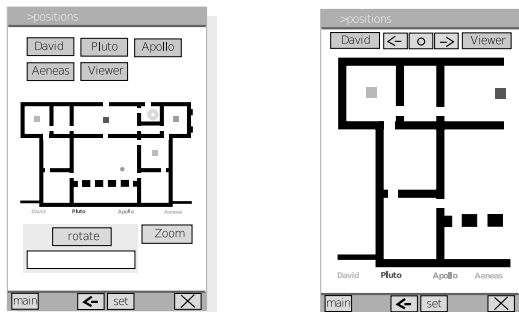 >positions
David Pluto Apollo
Aeneas Viewer
David Pluto Apollo Aeneas
rotate Zoom
main <- set X
>positions
David <- o -> Viewer
David Pluto Apollo Aeneas
main <- set X